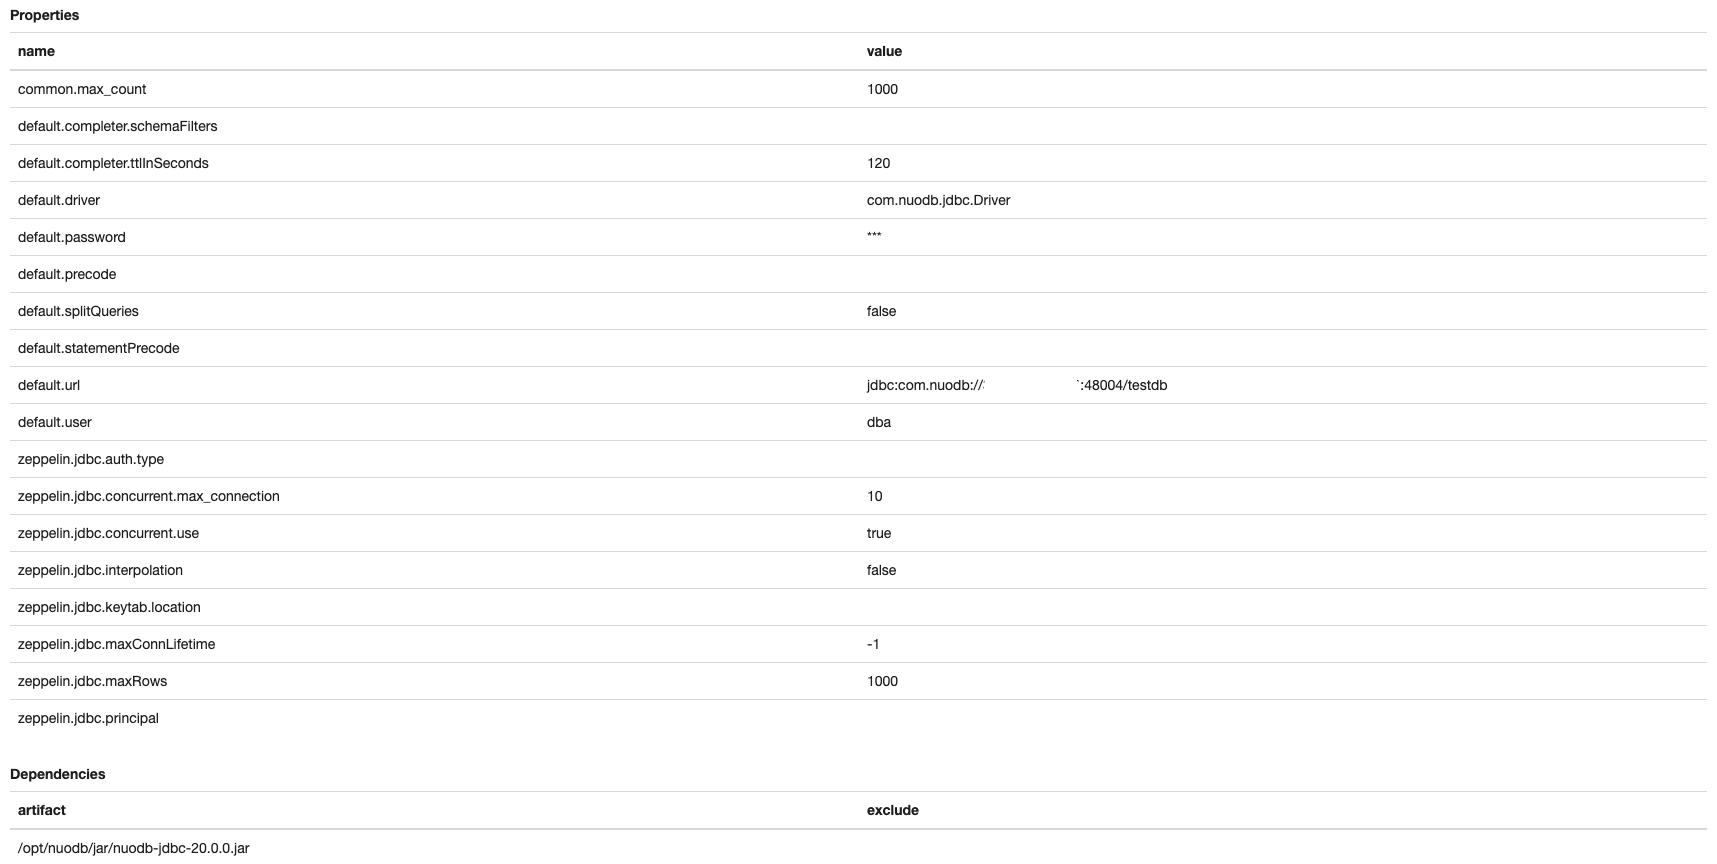 Properties
name value
common.max_count 1000
default.completer.schemaFilters
default.completer.ttlInSeconds 120
default.driver com.nuodb.jdbc.Driver
default.password ***
default.precode
default.splitQueries false
default.statementPrecode
default.url jdbc:com.nuodb:// :48004/testdb
default.user dba
zeppelin.jdbc.auth.type
zeppelin.jdbc.concurrent.max_connection 10
zeppelin.jdbc.concurrent.use true
zeppelin.jdbc.interpolation false
zeppelin.jdbc.keytab.location
zeppelin.jdbc.maxConnLifetime -1
zeppelin.jdbc.maxRows 1000
zeppelin.jdbc.principal
Dependencies
artifact exclude
/opt/nuodb/jar/nuodb-jdbc-20.0.0.jar